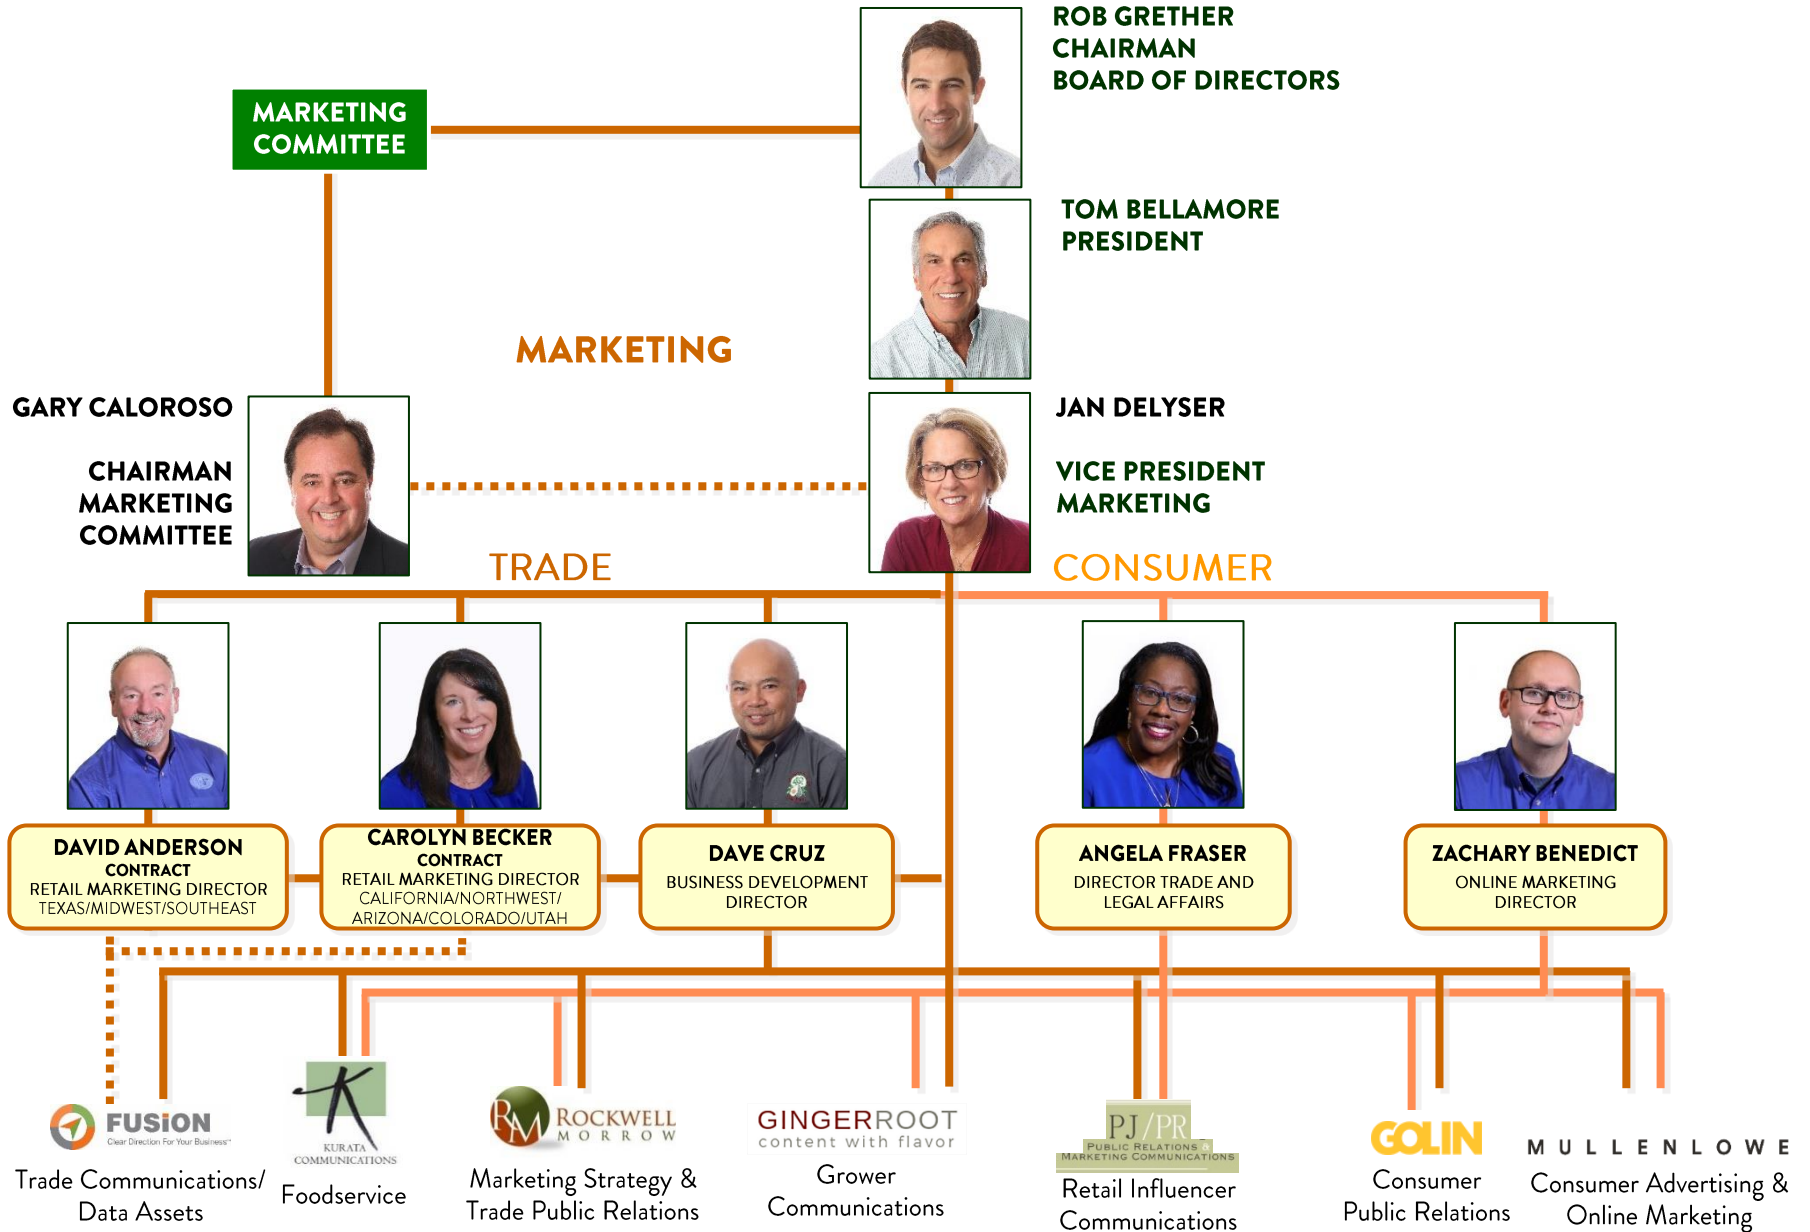 ROB GRETHER
CHAIRMAN
BOARD OF DIRECTORS
MARKETING
COMMITTEE
TOM BELLAMORE
PRESIDENT
MARKETING
GARY CALOROSO
CHAIRMAN
MARKETING
COMMITTEE
JAN DELYSER
VICE PRESIDENT
MARKETING
TRADE
CONSUMER
DAVID ANDERSON
CONTRACT
RETAIL MARKETING DIRECTOR
TEXAS/MIDWEST/SOUTHEAST
CAROLYN BECKER
CONTRACT
RETAIL MARKETING DIRECTOR
CALIFORNIA/NORTHWEST/
ARIZONA/COLORADO/UTAH
DAVE CRUZ
BUSINESS DEVELOPMENT
DIRECTOR
ANGELA FRASER
DIRECTOR TRADE AND
LEGAL AFFAIRS
ZACHARY BENEDICT
ONLINE MARKETING
DIRECTOR
FUSION
Clear Direction For Your Business
Trade Communications/
Data Assets
K
KURATA
COMMUNICATIONS
Foodservice
RM ROCKWELL
MORROW
Marketing Strategy &
Trade Public Relations
GINGERROOT
content with flavor
Grower
Communications
PJ/PR
PUBLIC RELATIONS &
MARKETING COMMUNICATIONS
Retail Influencer
Communications
GOLIN
Consumer
Public Relations
MULLENLOWE
Consumer Advertising &
Online Marketing